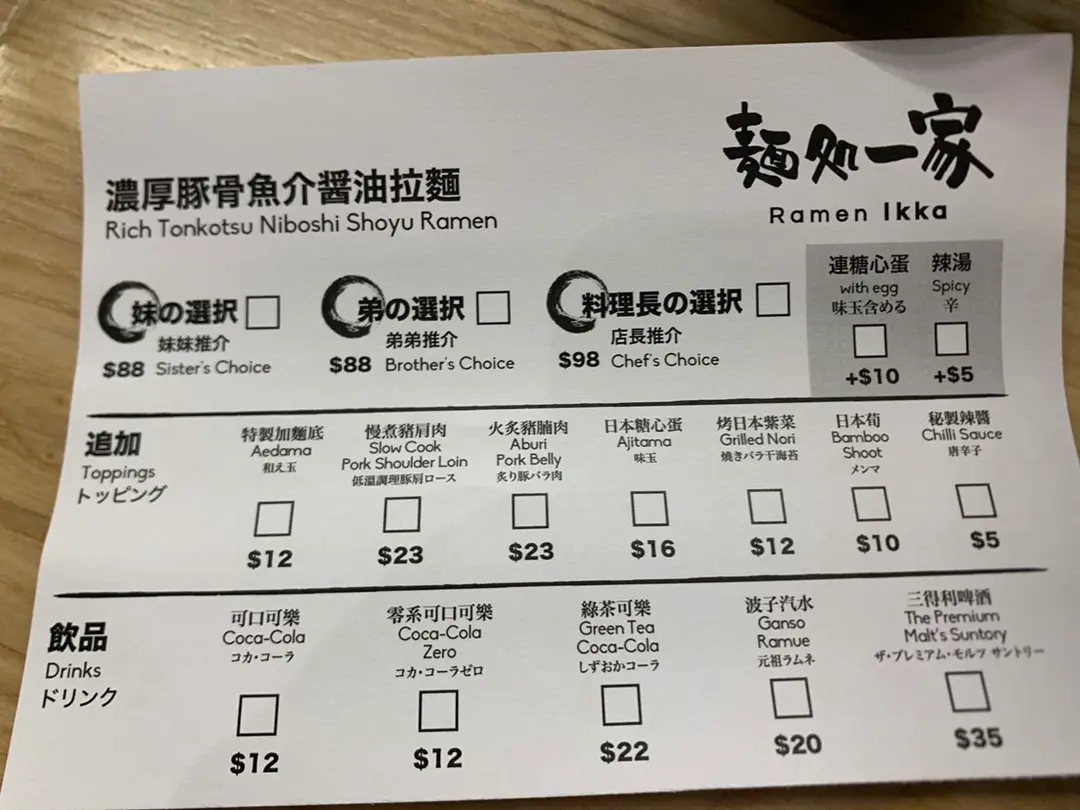 麺処一家
Ramen Ikka
濃厚豚骨魚介醤油拉麵
Rich Tonkotsu Niboshi Shoyu Ramen
妹の選択
妹妹推介
$88 Sister's Choice
弟の選択
弟弟推介
$88 Brother's Choice
料理長の選択
店長推介
$98 Chef's Choice
連糖心蛋
with egg
味玉含める
+$10
辣湯
Spicy
辛
+$5
追加
Toppings
トッピング
特製加麵底
Aedama
和え玉
$12
慢煮豬肩肉
Slow Cook
Pork Shoulder Loin
低温調理豚肩ロース
$23
火炙豬腩肉
Aburi
Pork Belly
炙り豚バラ肉
$23
日本糖心蛋
Ajitama
味玉
$16
烤日本紫菜
Grilled Nori
焼きバラ干海苔
$12
日本荀
Bamboo
Shoot
メンマ
$10
秘製辣醬
Chilli Sauce
唐辛子
$5
飲品
Drinks
ドリンク
可口可樂
Coca-Cola
コカ・コーラ
$12
零系可口可樂
Coca-Cola
Zero
コカ・コーラゼロ
$12
綠茶可樂
Green Tea
Coca-Cola
しずおかコーラ
$22
波子汽水
Ganso
Ramue
元祖ラムネ
$20
三得利啤酒
The Premium
Malt's Suntory
ザ・プレミアム・モルツ サントリー
$35